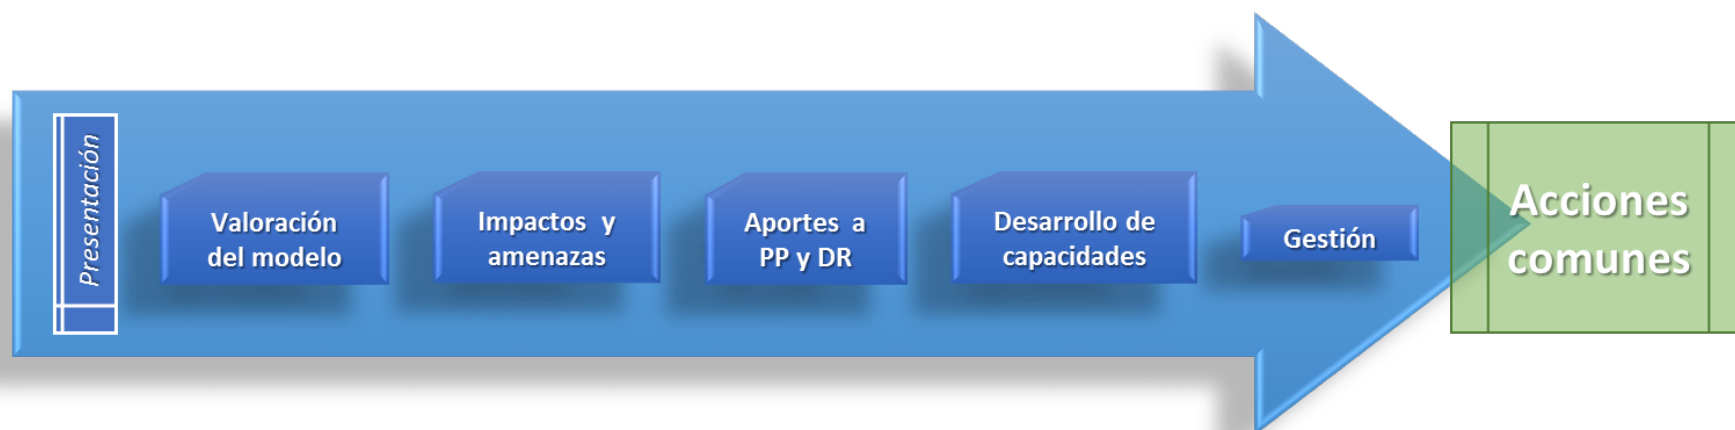 Presentación
Valoración
del modelo
Impactos y
amenazas
Aportes a
PP y DR
Desarrollo de
capacidades
Gestión
Acciones
comunes